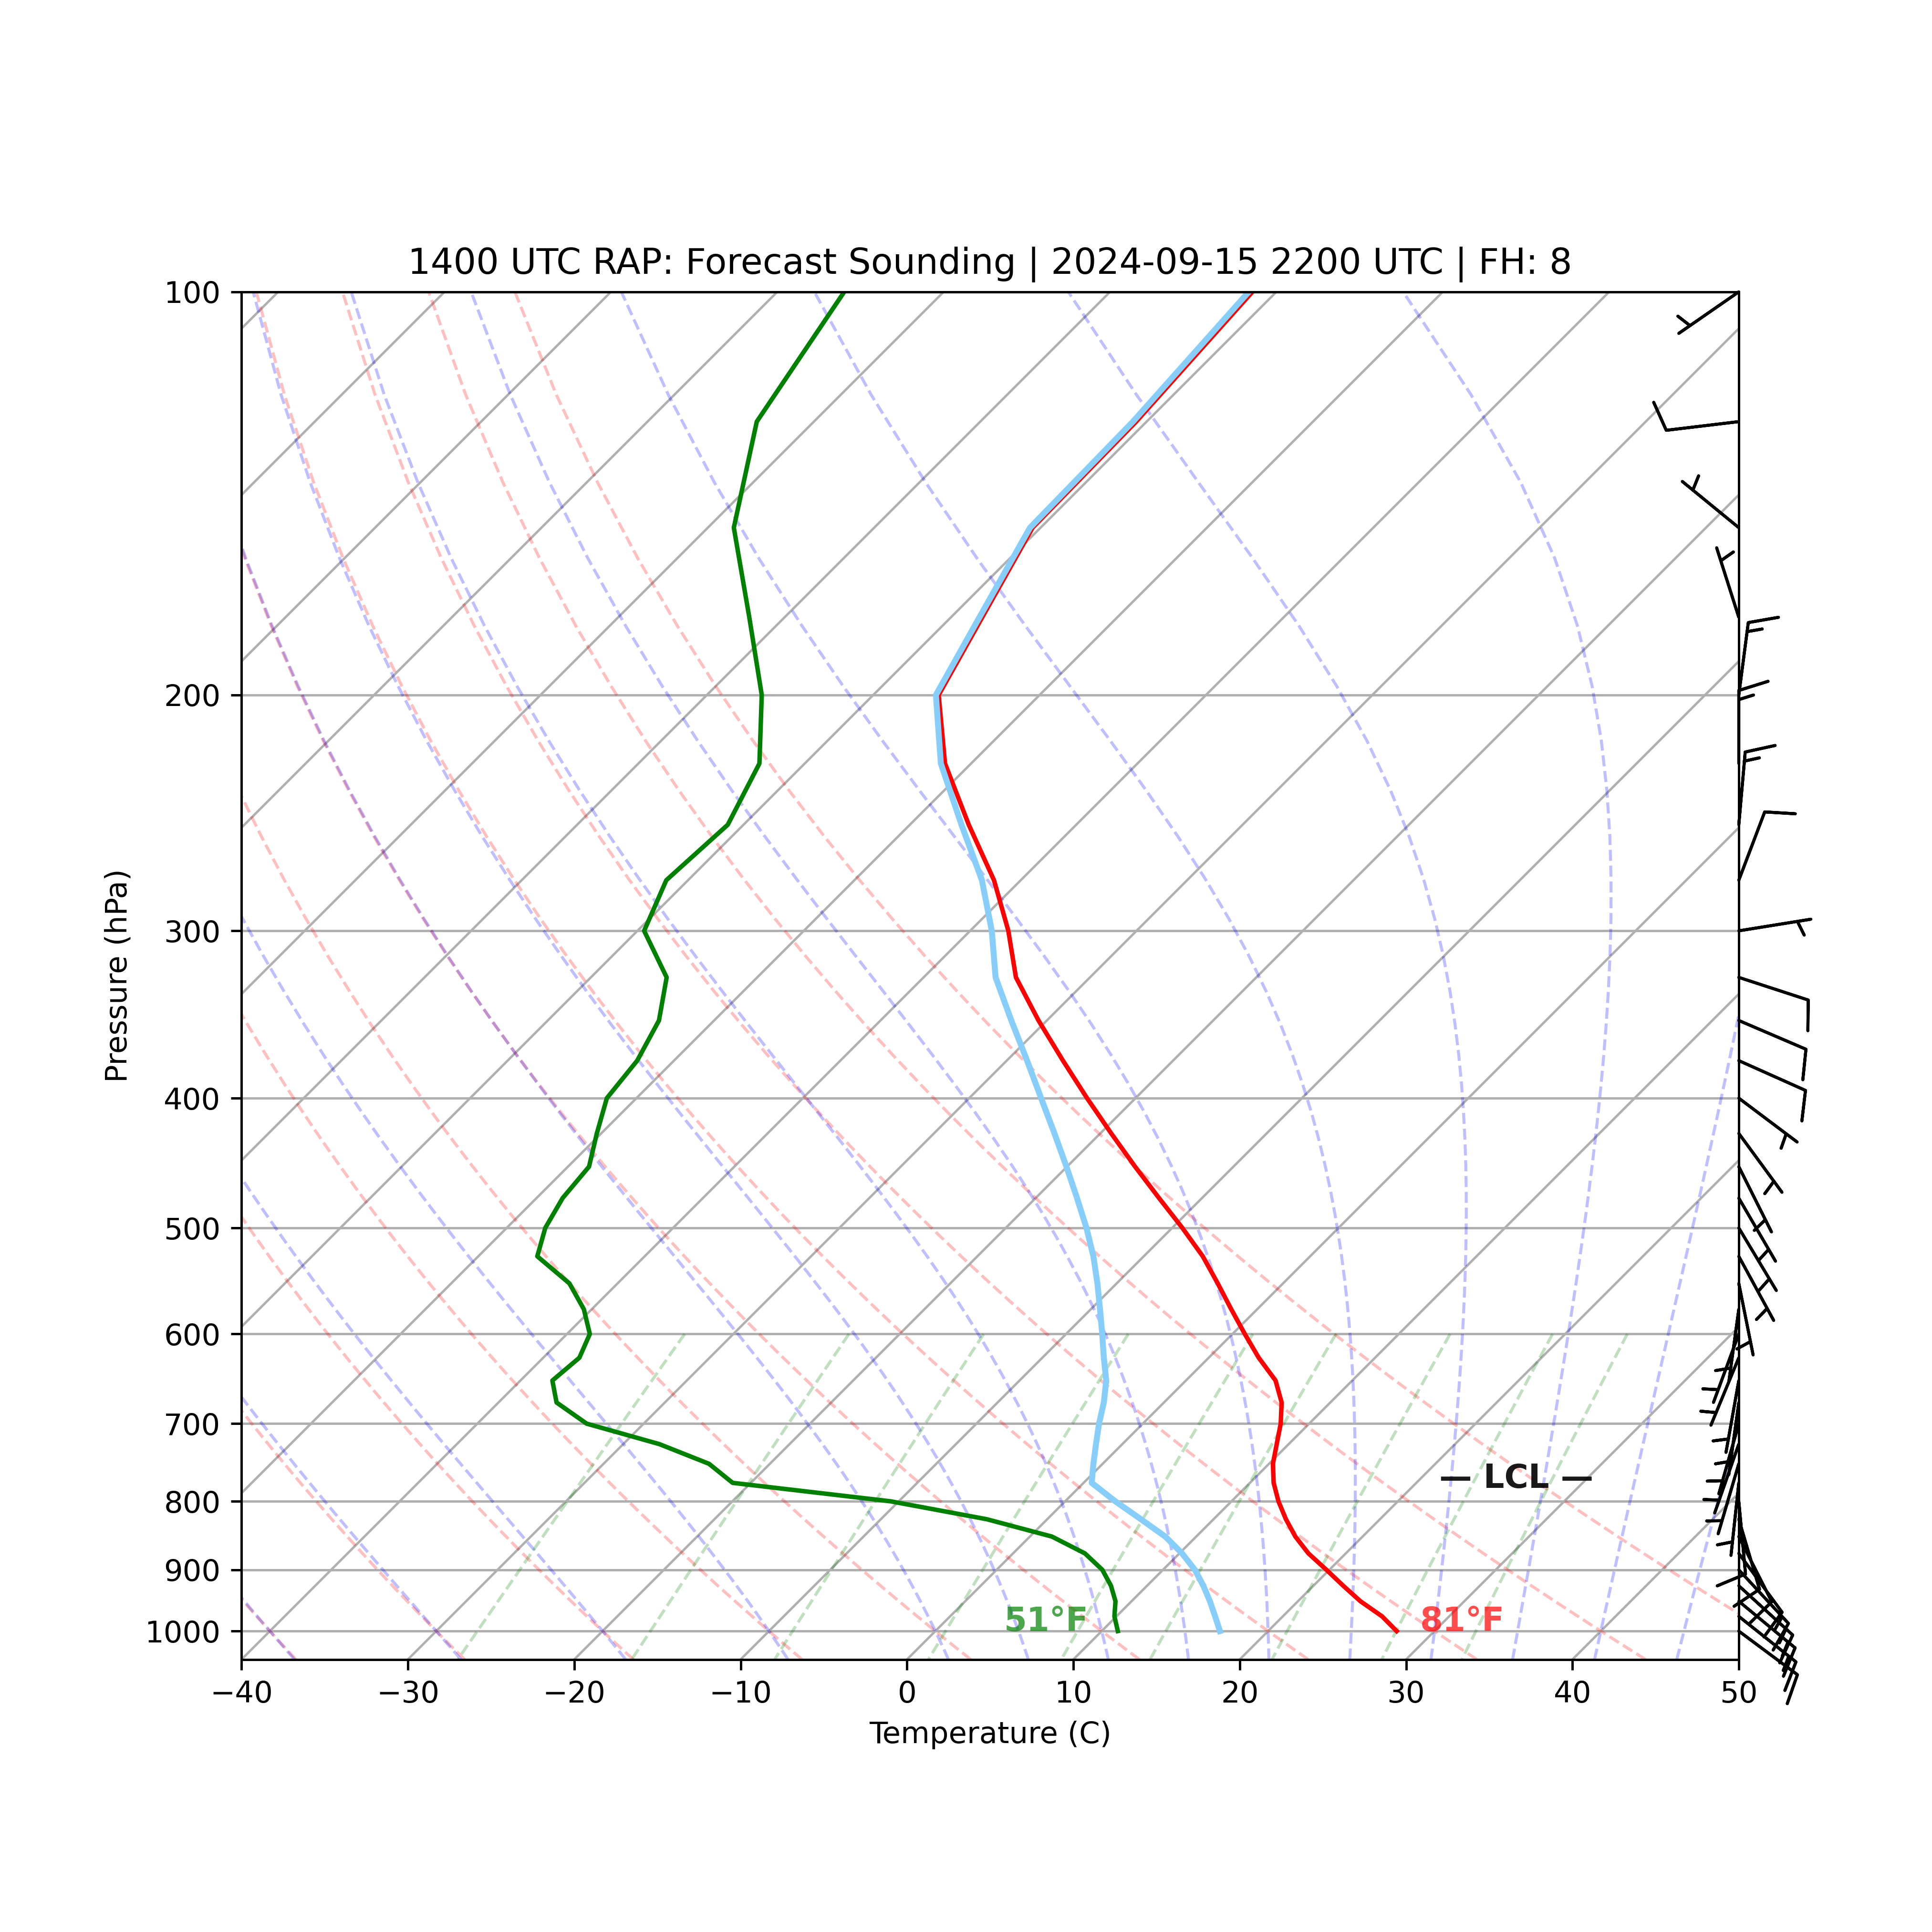 1400 UTC RAP: Forecast Sounding | 2024-09-15 2200 UTC | FH: 8
100
200
300
400
500
600
700
800
900
1000
Pressure (hPa)
— LCL —
51°F
81°F
−40 −30 −20 −10 0 10 20 30 40 50
Temperature (C)